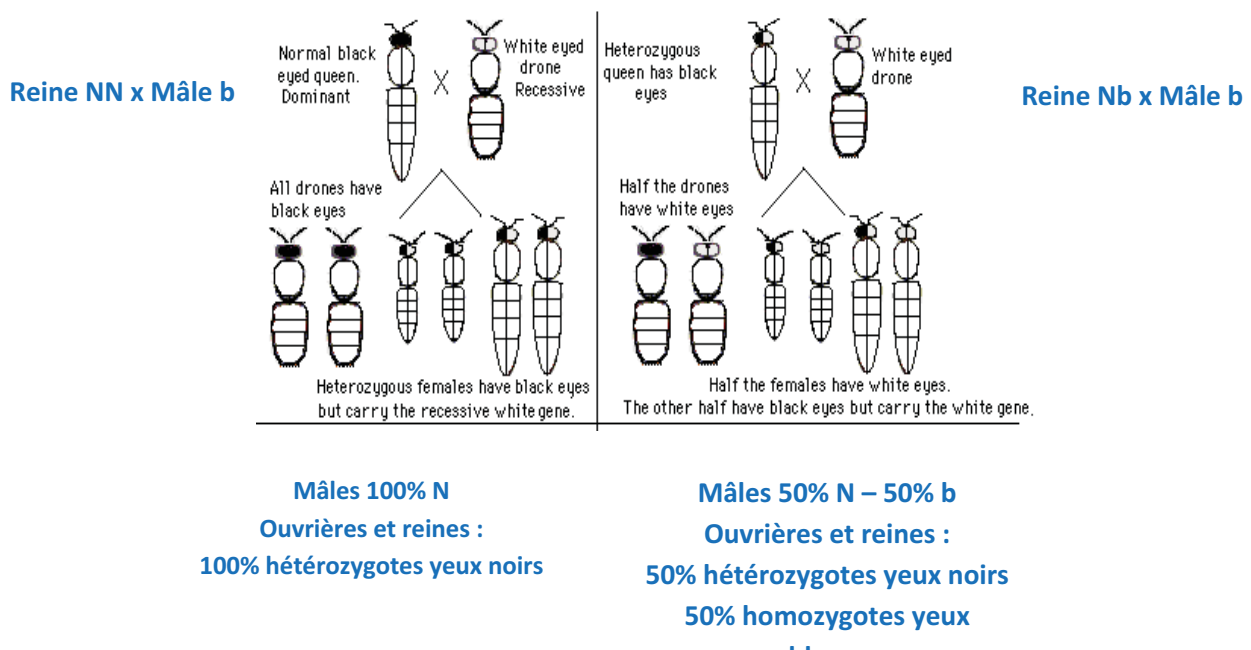 Reine NN x Mâle b
Normal black
eyed queen.
Dominant
X
White eyed
drone
Recessive
All drones have
black eyes
Heterozygous females have black eyes
but carry the recessive white gene.
Heterozygous
queen has black
eyes
X
White eyed
drone
Reine Nb x Mâle b
Half the drones
have white eyes
Half the females have white eyes.
The other half have black eyes but carry the white gene.
Mâles 100% N
Ouvrières et reines :
100% hétérozygotes yeux noirs
Mâles 50% N – 50% b
Ouvrières et reines :
50% hétérozygotes yeux noirs
50% homozygotes yeux